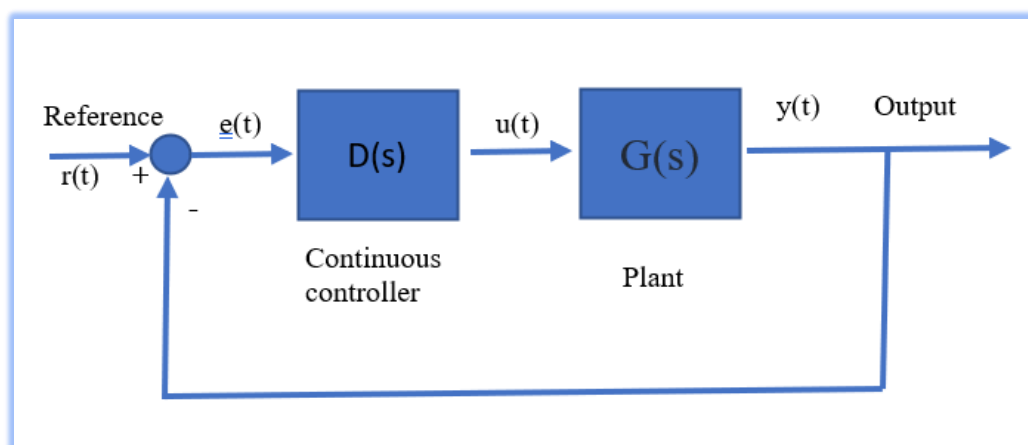 Reference
r(t)
+
-
e(t)
D(s)
Continuous
controller
u(t)
G(s)
Plant
y(t)
Output